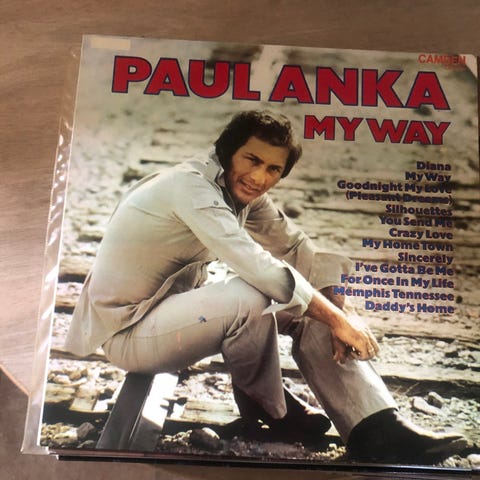 CAMDEN
PAUL ANKA
MY WAY
Diana
My Way
Goodnight My Love
(Pleasant Dreams)
Silhouettes
You Send Me
Crazy Love
My Home Town
Sincerely
I've Gotta Be Me
For Once In My Life
Memphis Tennessee
Daddy's Home